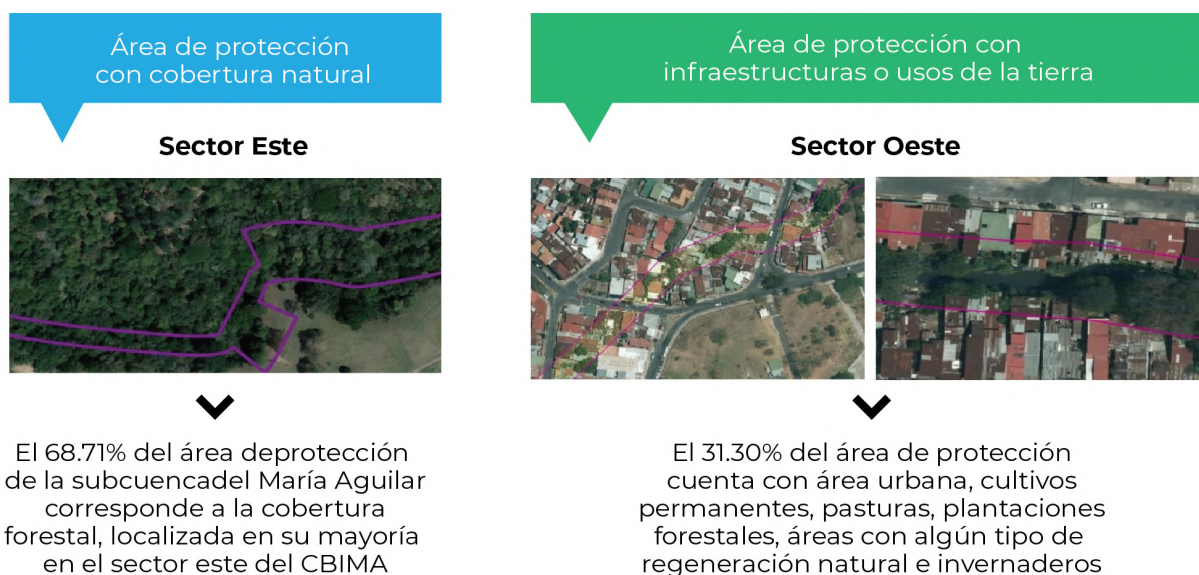 Área de protección
con cobertura natural
Sector Este
El 68.71% del área deprotección
de la subcuencadel María Aguilar
corresponde a la cobertura
forestal, localizada en su mayoría
en el sector este del CBIMA
Área de protección con
infraestructuras o usos de la tierra
Sector Oeste
El 31.30% del área de protección
cuenta con área urbana, cultivos
permanentes, pasturas, plantaciones
forestales, áreas con algún tipo de
regeneración natural e invernaderos